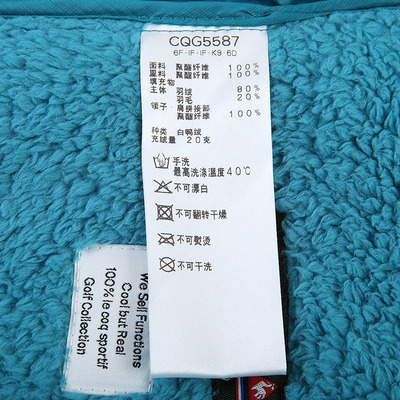 CQG5587
6F·IF·IF·K9·6D
面料 聚酯纤维 100%
里料 聚酯纤维 100%
填充物
主体 羽绒 80%
羽毛 20%
领子·肩拼接部
聚酯纤维 100%
种类 白鸭绒
充绒量 20克
手洗
最高洗涤温度40℃
不可漂白
不可翻转干燥
不可熨烫
不可干洗
We Sell Functions
Cool but Real
100% le coq sportif
Golf Collection